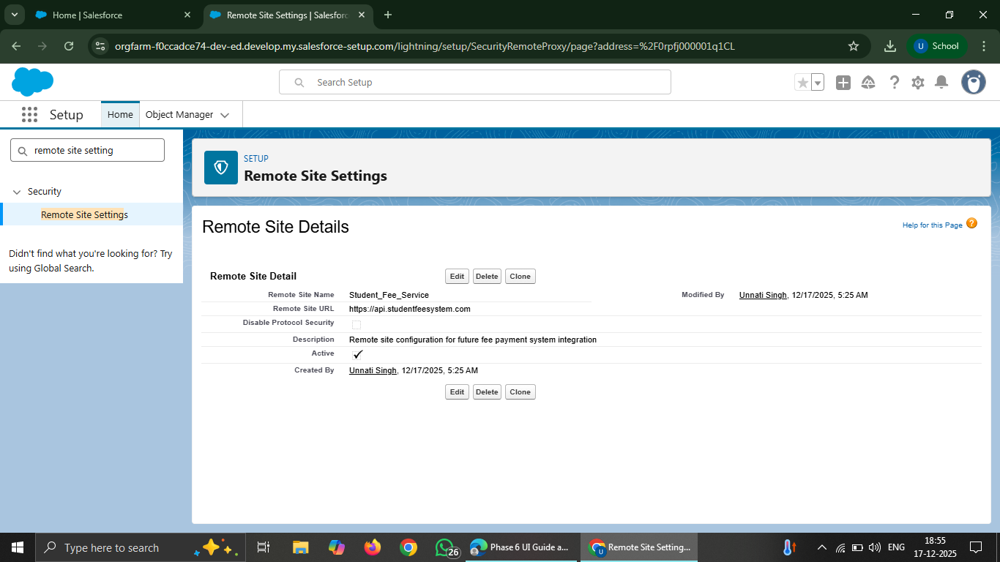 Home | Salesforce
Remote Site Settings | Salesforc
orgfarm-f0ccadce74-dev-ed.develop.my.salesforce-setup.com/lightning/setup/SecurityRemoteProxy/page?address=%2F0rpfj000001q1CL
U School
Search Setup
Setup Home Object Manager
remote site setting
Security
Remote Site Settings
Didn't find what you're looking for? Try
using Global Search.
SETUP
Remote Site Settings
Remote Site Details
Help for this Page ?
Remote Site Detail Edit Delete Clone
Remote Site Name Student_Fee_Service Modified By Unnati Singh, 12/17/2025, 5:25 AM
Remote Site URL https://api.studentfeesystem.com
Disable Protocol Security
Description Remote site configuration for future fee payment system integration
Active
Created By Unnati Singh, 12/17/2025, 5:25 AM
Edit Delete Clone
Type here to search
26
Phase 6 UI Guide a...
U
Remote Site Setting...
ENG
18:55
17-12-2025